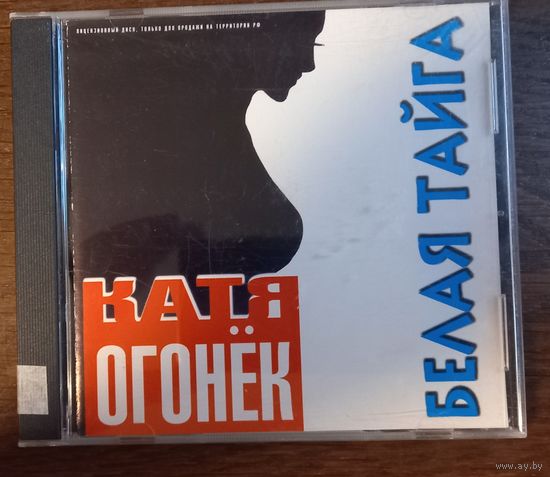 ЛИЦЕНЗИОННЫЙ ДИСК, ТОЛЬКО ДЛЯ ПРОДАЖИ НА ТЕРРИТОРИИ РФ
КАТЯ
ОГОНЁК
БЕЛАЯ ТАЙГА
www.ay.by